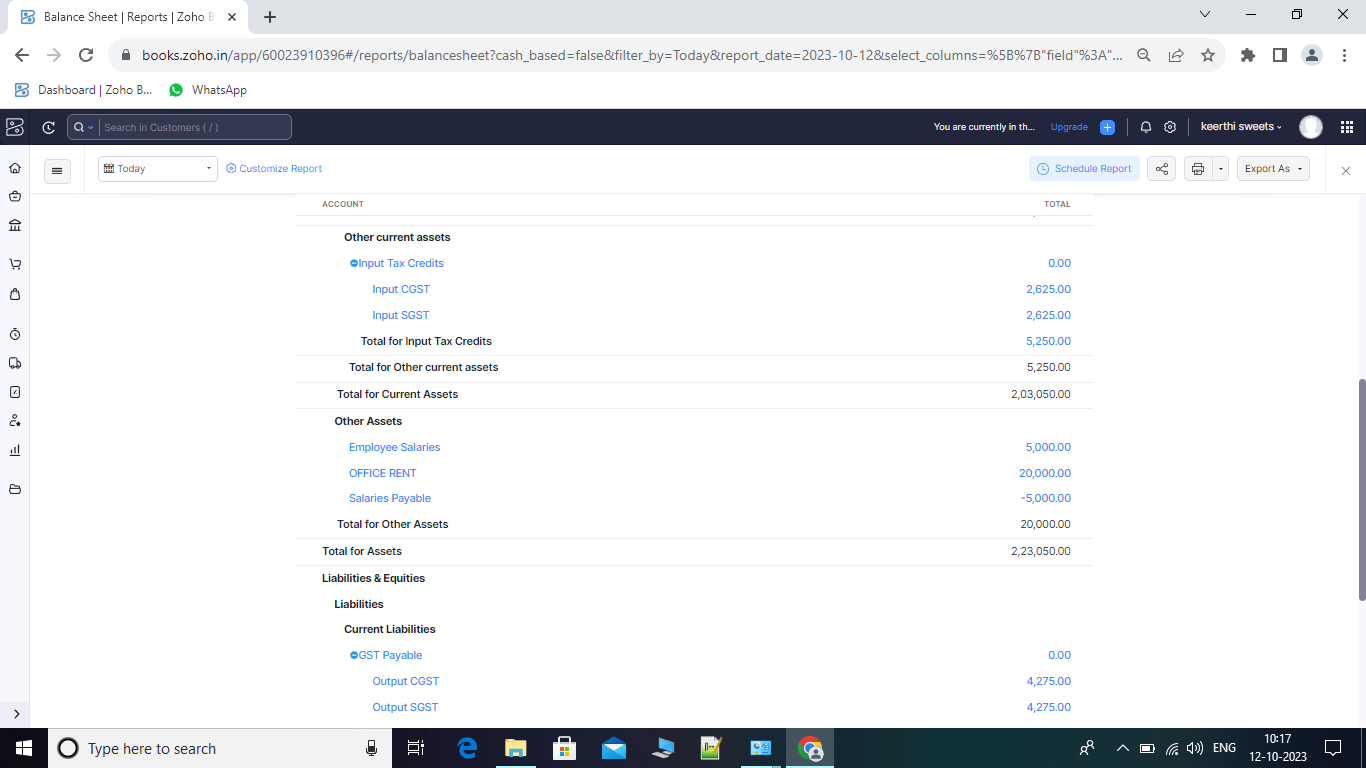 Balance Sheet | Reports | Zoho B
books.zoho.in/app/60023910396#/reports/balancesheet?cash_based=false&filter_by=Today&report_date=2023-10-12&select_columns=%5B%7B"field"%3A"...
Dashboard | Zoho B... WhatsApp
Search in Customers ( / ) You are currently in th... Upgrade keerthi sweets
Today Customize Report Schedule Report Export As
ACCOUNT TOTAL
Other current assets
Input Tax Credits 0.00
Input CGST 2,625.00
Input SGST 2,625.00
Total for Input Tax Credits 5,250.00
Total for Other current assets 5,250.00
Total for Current Assets 2,03,050.00
Other Assets
Employee Salaries 5,000.00
OFFICE RENT 20,000.00
Salaries Payable -5,000.00
Total for Other Assets 20,000.00
Total for Assets 2,23,050.00
Liabilities & Equities
Liabilities
Current Liabilities
GST Payable 0.00
Output CGST 4,275.00
Output SGST 4,275.00
Type here to search ENG 10:17
12-10-2023